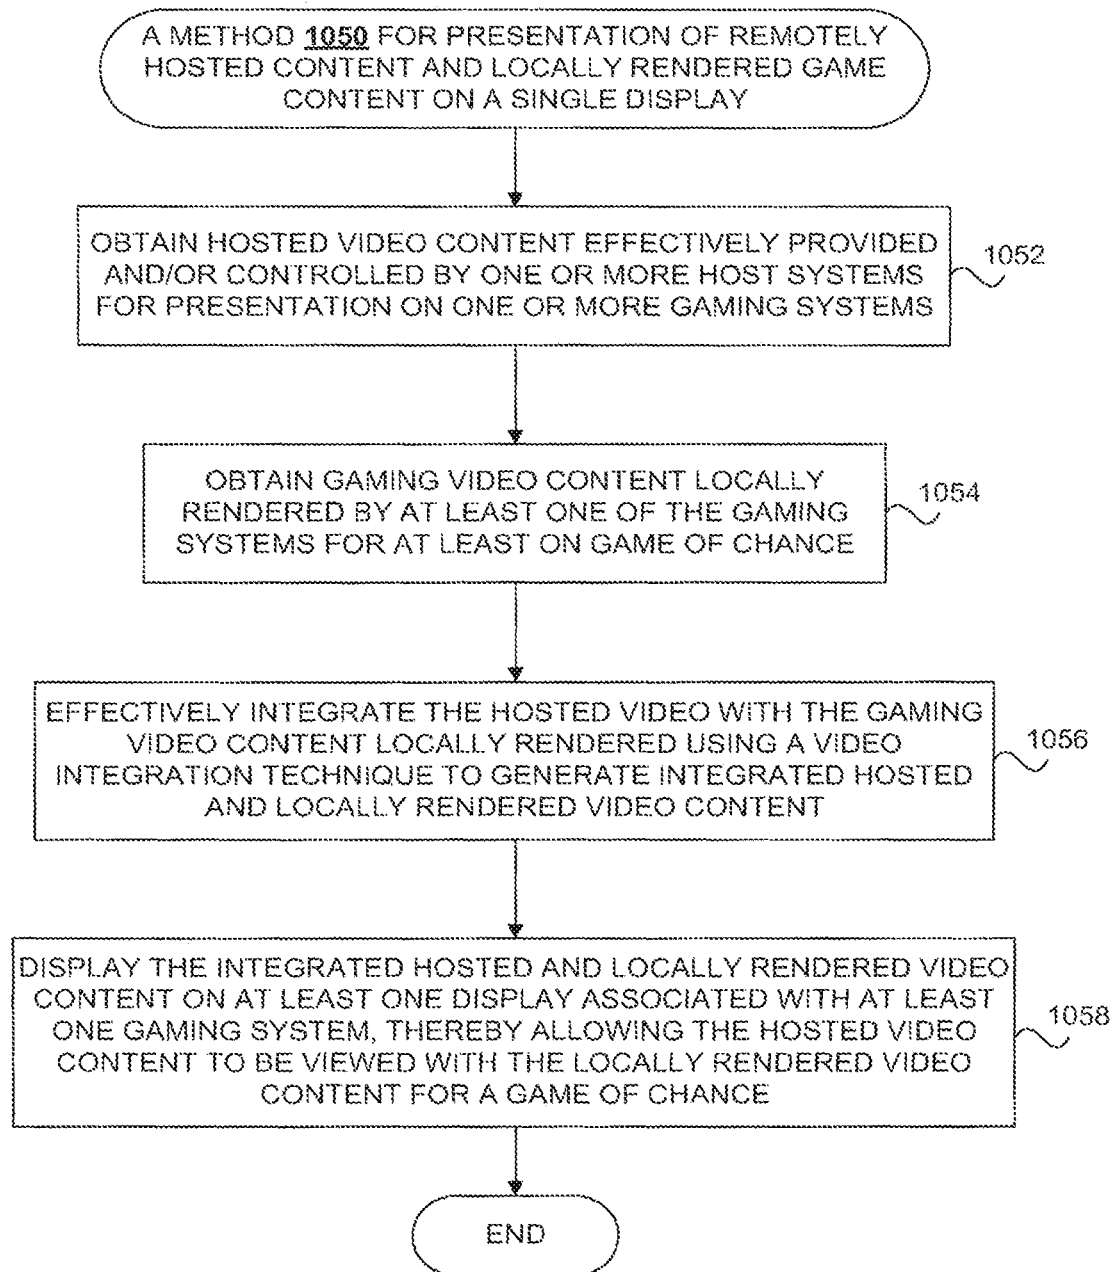 A METHOD 1050 FOR PRESENTATION OF REMOTELY
HOSTED CONTENT AND LOCALLY RENDERED GAME
CONTENT ON A SINGLE DISPLAY
OBTAIN HOSTED VIDEO CONTENT EFFECTIVELY PROVIDED
AND/OR CONTROLLED BY ONE OR MORE HOST SYSTEMS
FOR PRESENTATION ON ONE OR MORE GAMING SYSTEMS
1052
OBTAIN GAMING VIDEO CONTENT LOCALLY
RENDERED BY AT LEAST ONE OF THE GAMING
SYSTEMS FOR AT LEAST ON GAME OF CHANCE
1054
EFFECTIVELY INTEGRATE THE HOSTED VIDEO WITH THE GAMING
VIDEO CONTENT LOCALLY RENDERED USING A VIDEO
INTEGRATION TECHNIQUE TO GENERATE INTEGRATED HOSTED
AND LOCALLY RENDERED VIDEO CONTENT
1056
DISPLAY THE INTEGRATED HOSTED AND LOCALLY RENDERED VIDEO
CONTENT ON AT LEAST ONE DISPLAY ASSOCIATED WITH AT LEAST
ONE GAMING SYSTEM, THEREBY ALLOWING THE HOSTED VIDEO
CONTENT TO BE VIEWED WITH THE LOCALLY RENDERED VIDEO
CONTENT FOR A GAME OF CHANCE
1058
END